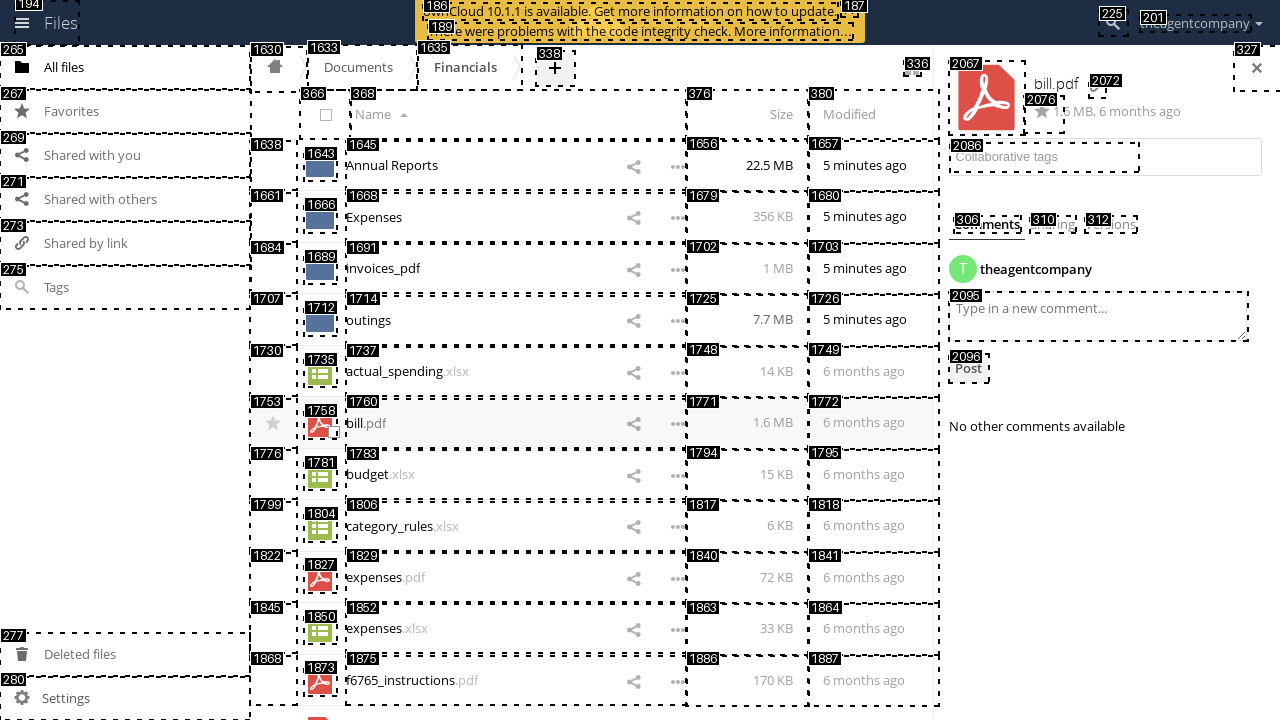 194
Files
186
ownCloud 10.1.1 is available. Get more information on how to update.
187
189
There were problems with the code integrity check. More information…
225
201
theagentcompany
265
All files
267
Favorites
269
Shared with you
271
Shared with others
273
Shared by link
275
Tags
277
Deleted files
280
Settings
1630
1633
Documents
1635
Financials
338
+
336
366
368
Name
376
Size
380
Modified
1638
1643
1645
Annual Reports
1656
22.5 MB
1657
5 minutes ago
1661
1666
1668
Expenses
1679
356 KB
1680
5 minutes ago
1684
1689
1691
invoices_pdf
1702
1 MB
1703
5 minutes ago
1707
1712
1714
outings
1725
7.7 MB
1726
5 minutes ago
1730
1735
1737
actual_spending.xlsx
1748
14 KB
1749
6 months ago
1753
1758
1760
bill.pdf
1771
1.6 MB
1772
6 months ago
1776
1781
1783
budget.xlsx
1794
15 KB
1795
6 months ago
1799
1804
1806
category_rules.xlsx
1817
6 KB
1818
6 months ago
1822
1827
1829
expenses.pdf
1840
72 KB
1841
6 months ago
1845
1850
1852
expenses.xlsx
1863
33 KB
1864
6 months ago
1868
1873
1875
f6765_instructions.pdf
1886
170 KB
1887
6 months ago
327
2067
bill.pdf
2072
2076
1.6 MB, 6 months ago
2086
Collaborative tags
306
Comments
310
Sharing
312
Versions
T
theagentcompany
2095
Type in a new comment...
2096
Post
No other comments available